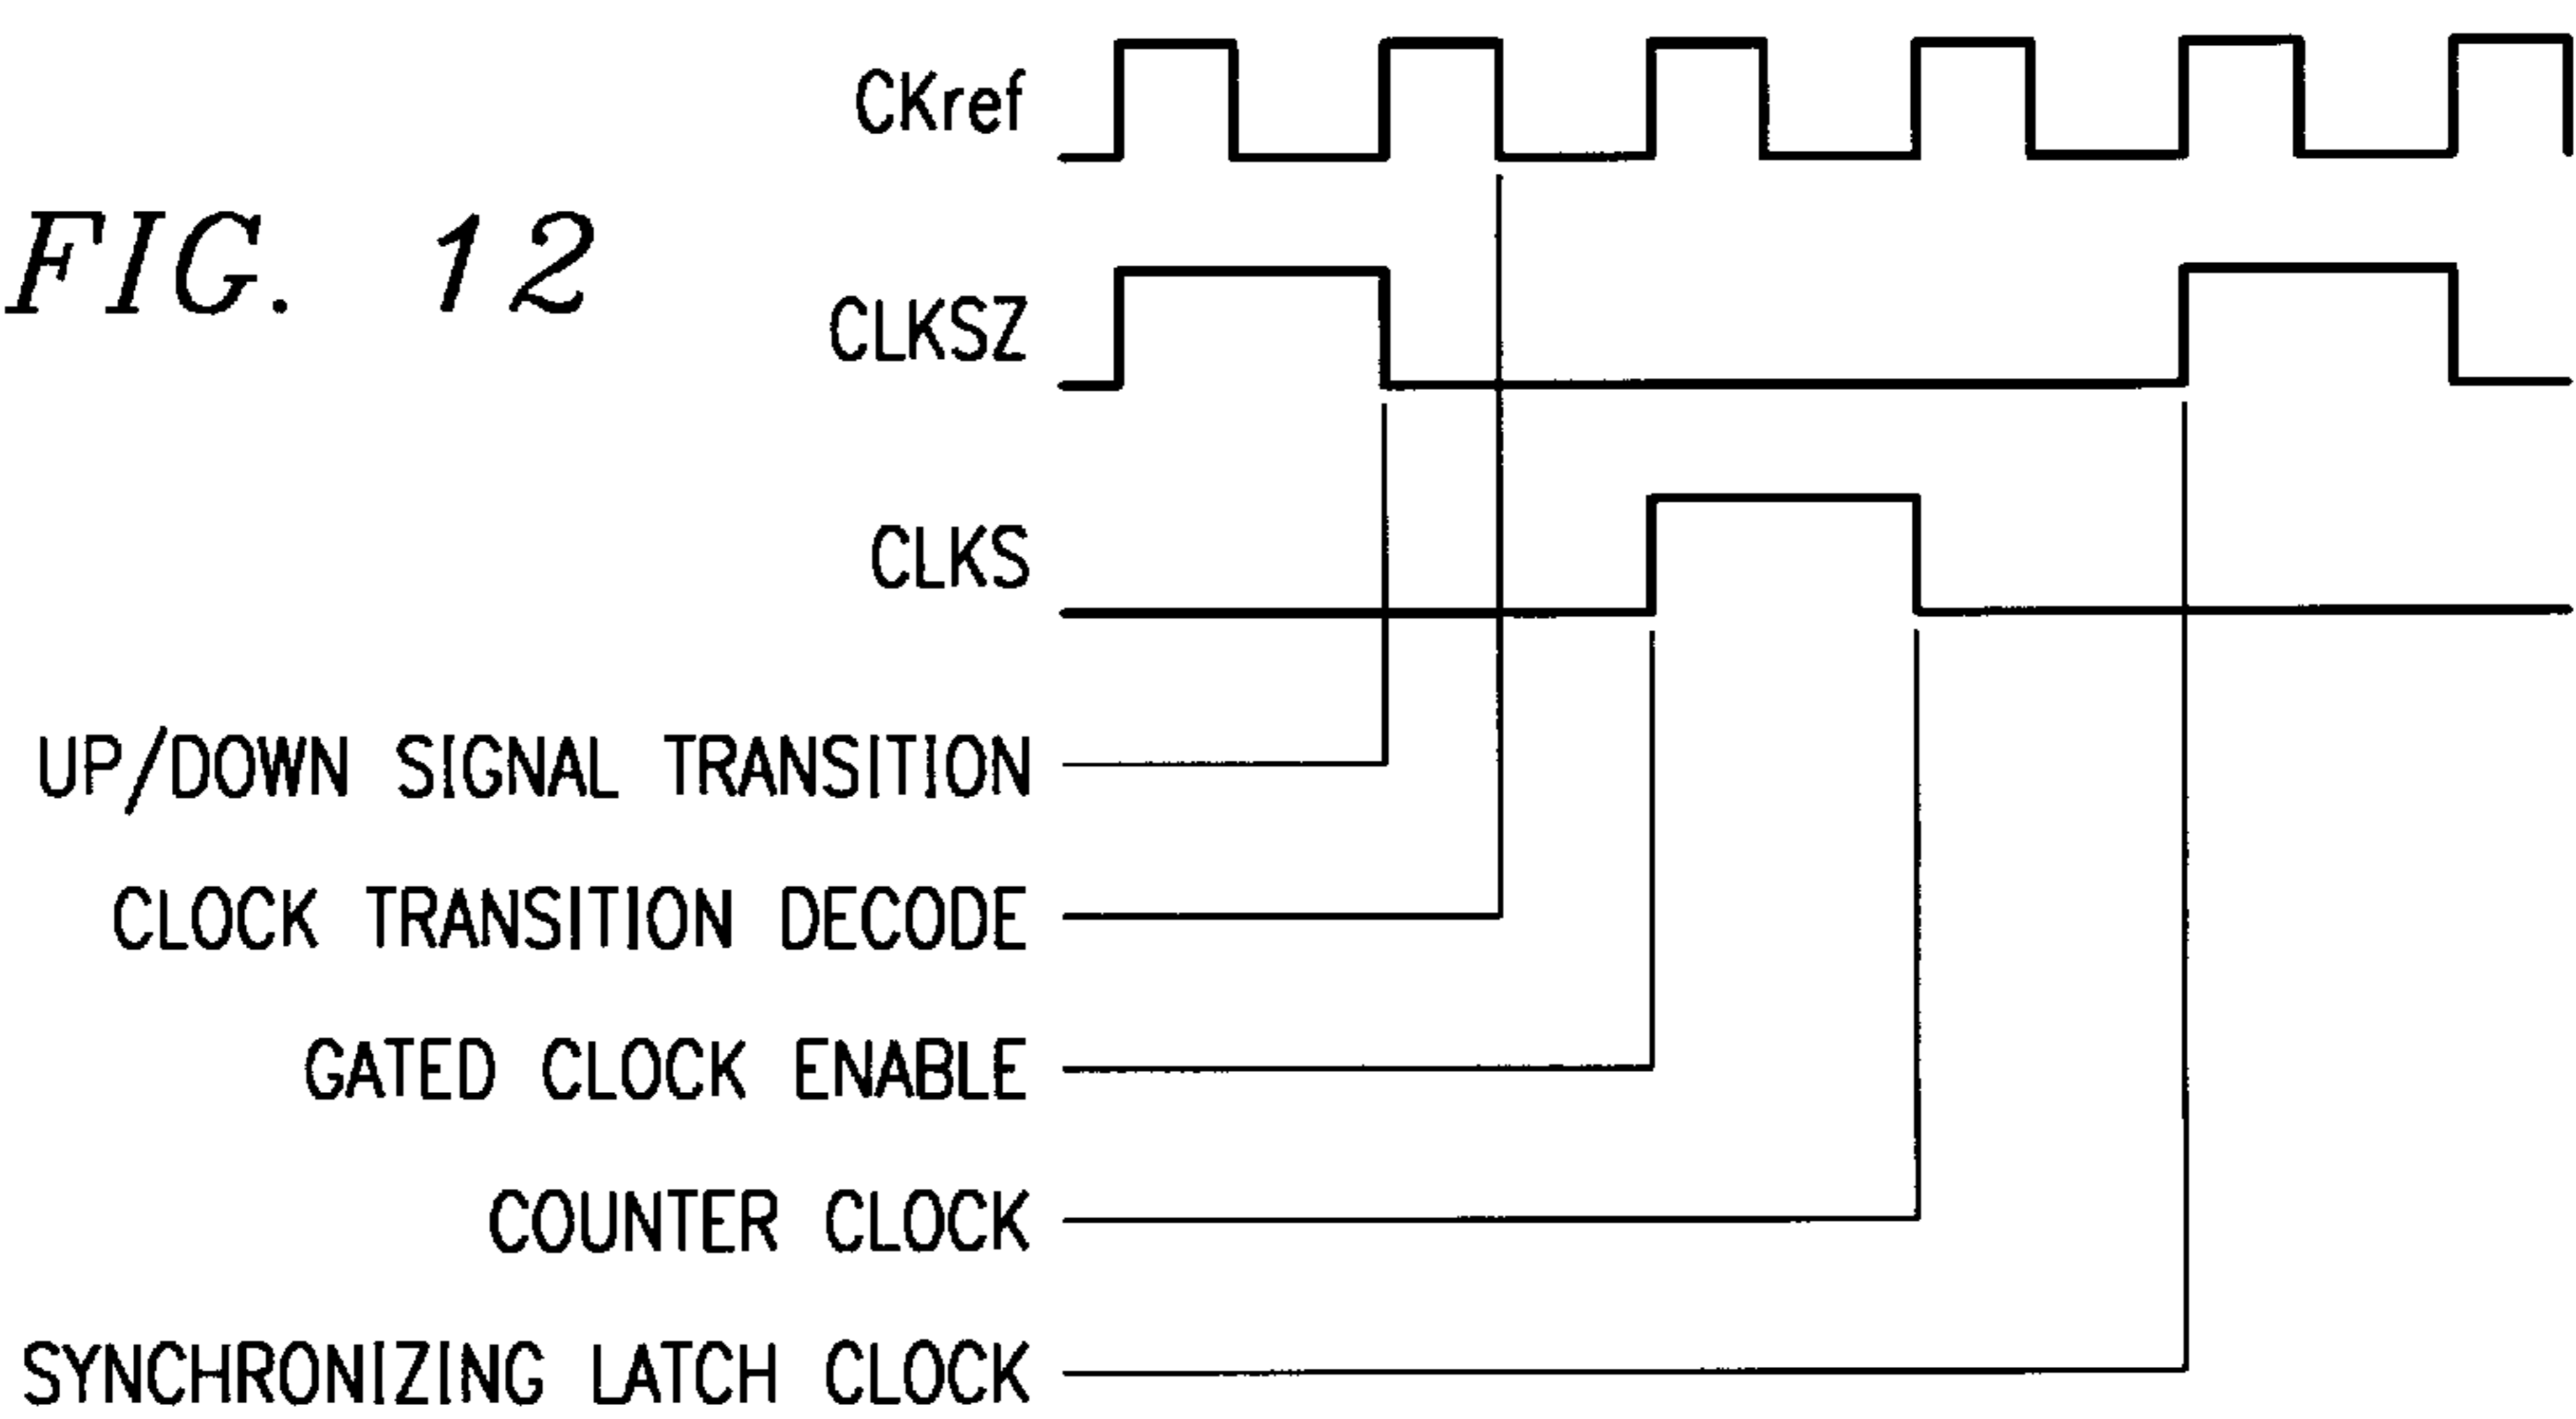 CKref
FIG. 12
CLKSZ
CLKS
UP/DOWN SIGNAL TRANSITION
CLOCK TRANSITION DECODE
GATED CLOCK ENABLE
COUNTER CLOCK
SYNCHRONIZING LATCH CLOCK